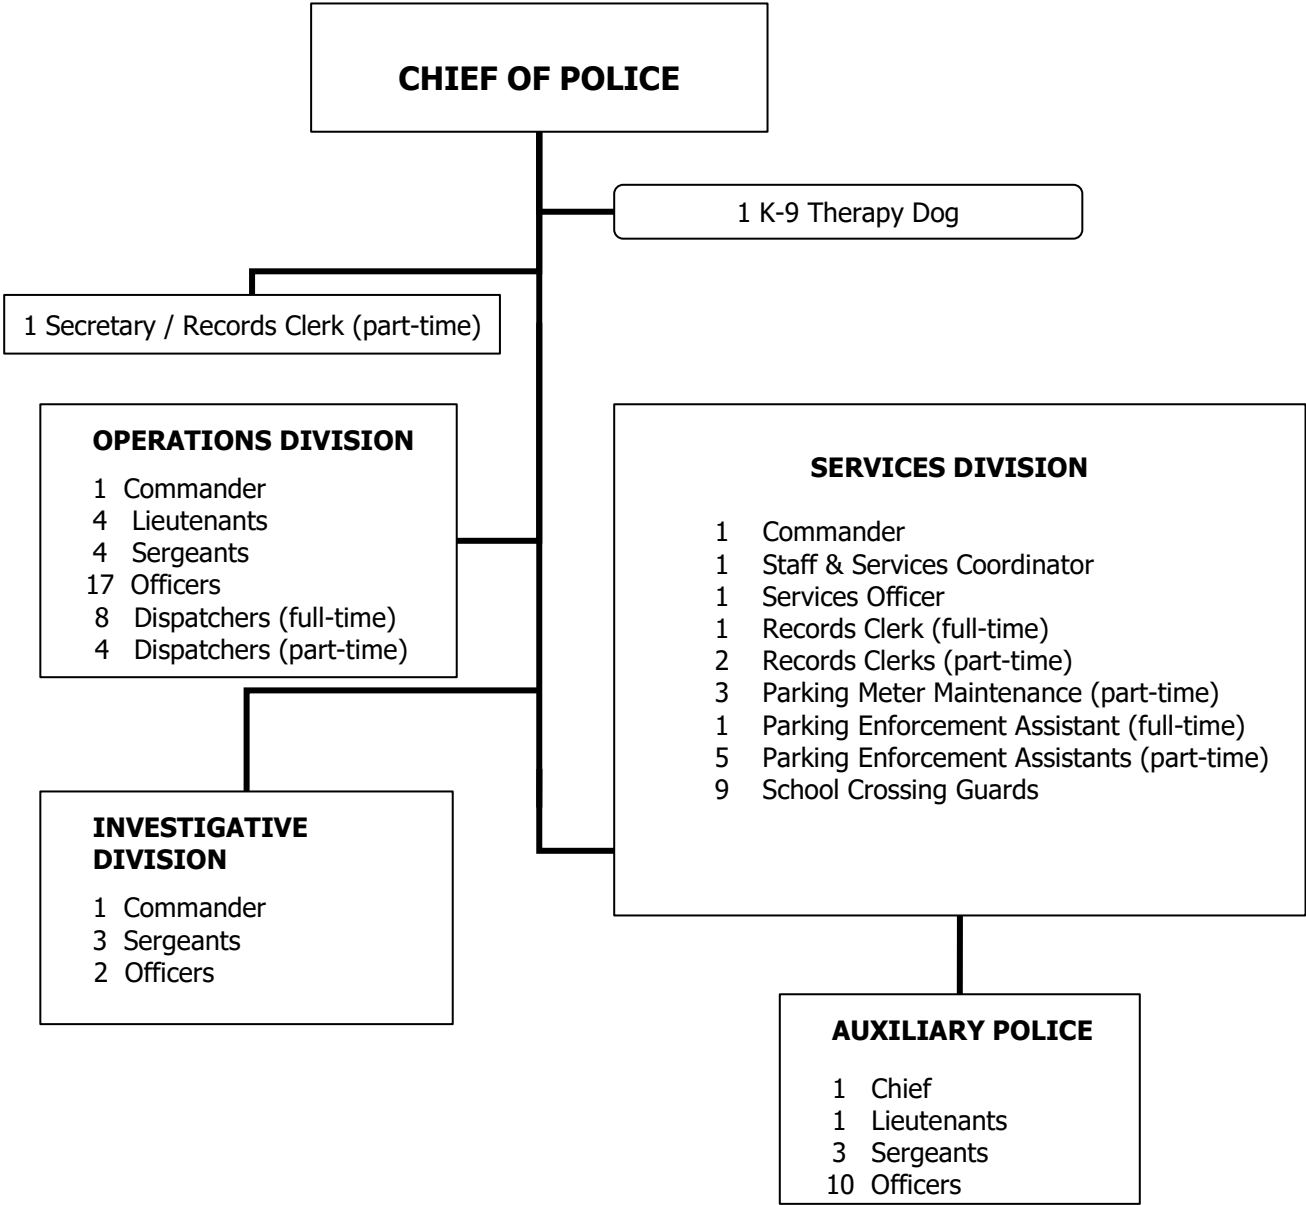 CHIEF OF POLICE
1 K-9 Therapy Dog
1 Secretary / Records Clerk (part-time)
OPERATIONS DIVISION
1 Commander
4 Lieutenants
4 Sergeants
17 Officers
8 Dispatchers (full-time)
4 Dispatchers (part-time)
SERVICES DIVISION
1 Commander
1 Staff & Services Coordinator
1 Services Officer
1 Records Clerk (full-time)
2 Records Clerks (part-time)
3 Parking Meter Maintenance (part-time)
1 Parking Enforcement Assistant (full-time)
5 Parking Enforcement Assistants (part-time)
9 School Crossing Guards
INVESTIGATIVE
DIVISION
1 Commander
3 Sergeants
2 Officers
AUXILIARY POLICE
1 Chief
1 Lieutenants
3 Sergeants
10 Officers